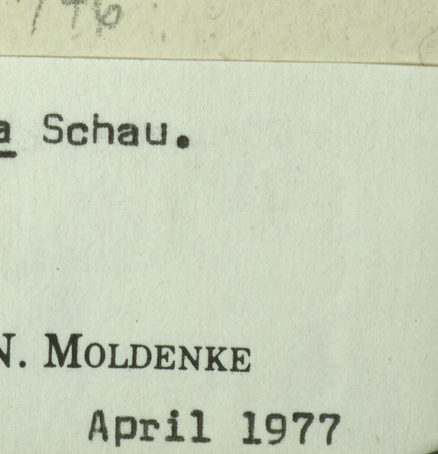 a Schau.
N. MOLDENKE
April 1977